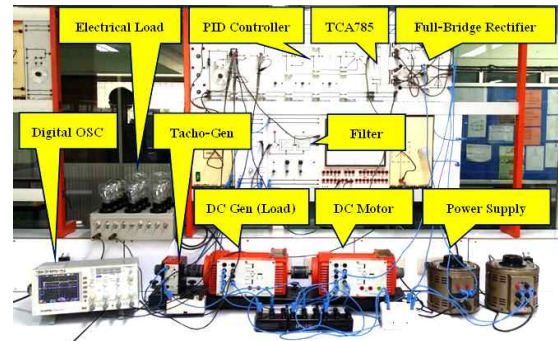 Electrical Load
PID Controller
TCA785
Full-Bridge Rectifier
Digital OSC
Tacho-Gen
Filter
DC Gen (Load)
DC Motor
Power Supply